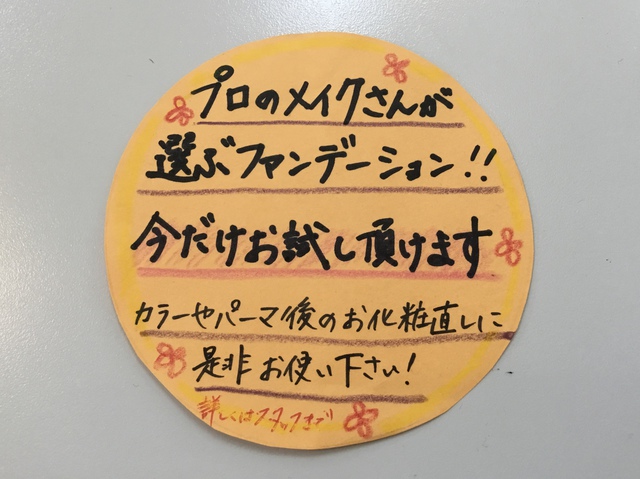 プロのメイクさんが
選ぶファンデーション!!
今だけお試し頂けます
カラーやパーマ後のお化粧直しに
是非お使い下さい!
詳しくはスタッフまで